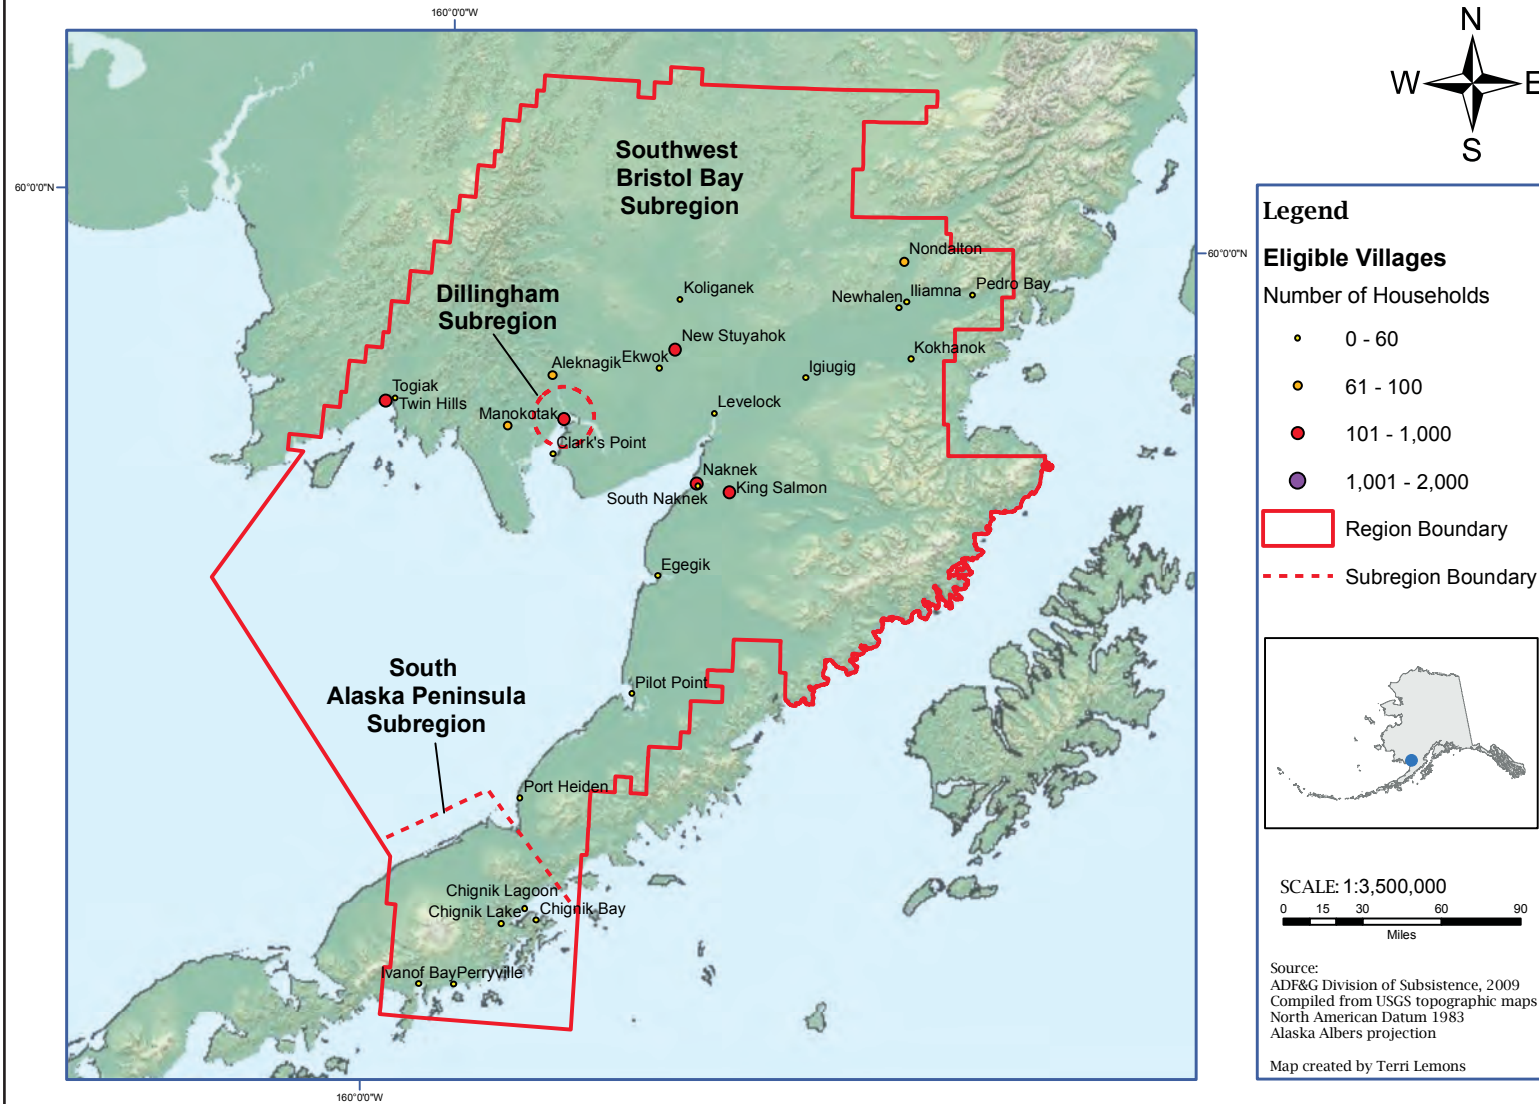 160°0'0"W
N
W
E
S
60°0'0"N
60°0'0"N
Southwest
Bristol Bay
Subregion
Dillingham
Subregion
Nondalton
Pedro Bay
Iliamna
Newhalen
Koliganek
New Stuyahok
Ekwok
Aleknagik
Kokhanok
Igiugig
Togiak
Twin Hills
Manokotak
Levelock
Clark's Point
Naknek
South Naknek
King Salmon
Egegik
Pilot Point
South
Alaska Peninsula
Subregion
Port Heiden
Chignik Lagoon
Chignik Lake
Chignik Bay
Ivanof Bay
Perryville
160°0'0"W
Legend
Eligible Villages
Number of Households
0 - 60
61 - 100
101 - 1,000
1,001 - 2,000
Region Boundary
Subregion Boundary
SCALE: 1:3,500,000
0 15 30 60 90
Miles
Source:
ADF&G Division of Subsistence, 2009
Compiled from USGS topographic maps
North American Datum 1983
Alaska Albers projection
Map created by Terri Lemons